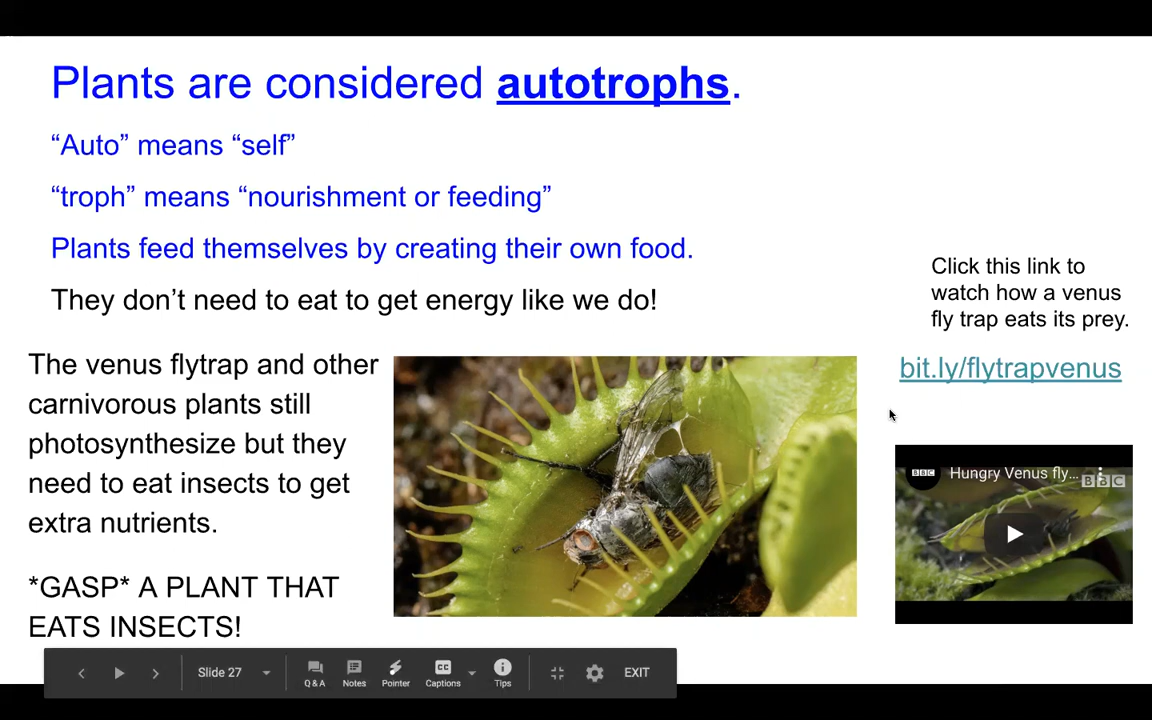 Plants are considered autotrophs.
“Auto” means “self”
“troph” means “nourishment or feeding”
Plants feed themselves by creating their own food.
They don’t need to eat to get energy like we do!
Click this link to
watch how a venus
fly trap eats its prey.
bit.ly/flytrapvenus
The venus flytrap and other
carnivorous plants still
photosynthesize but they
need to eat insects to get
extra nutrients.
*GASP* A PLANT THAT
EATS INSECTS!
BBC Hungry Venus fly...
BBC
Slide 27
Q&A Notes Pointer CC Captions Tips EXIT